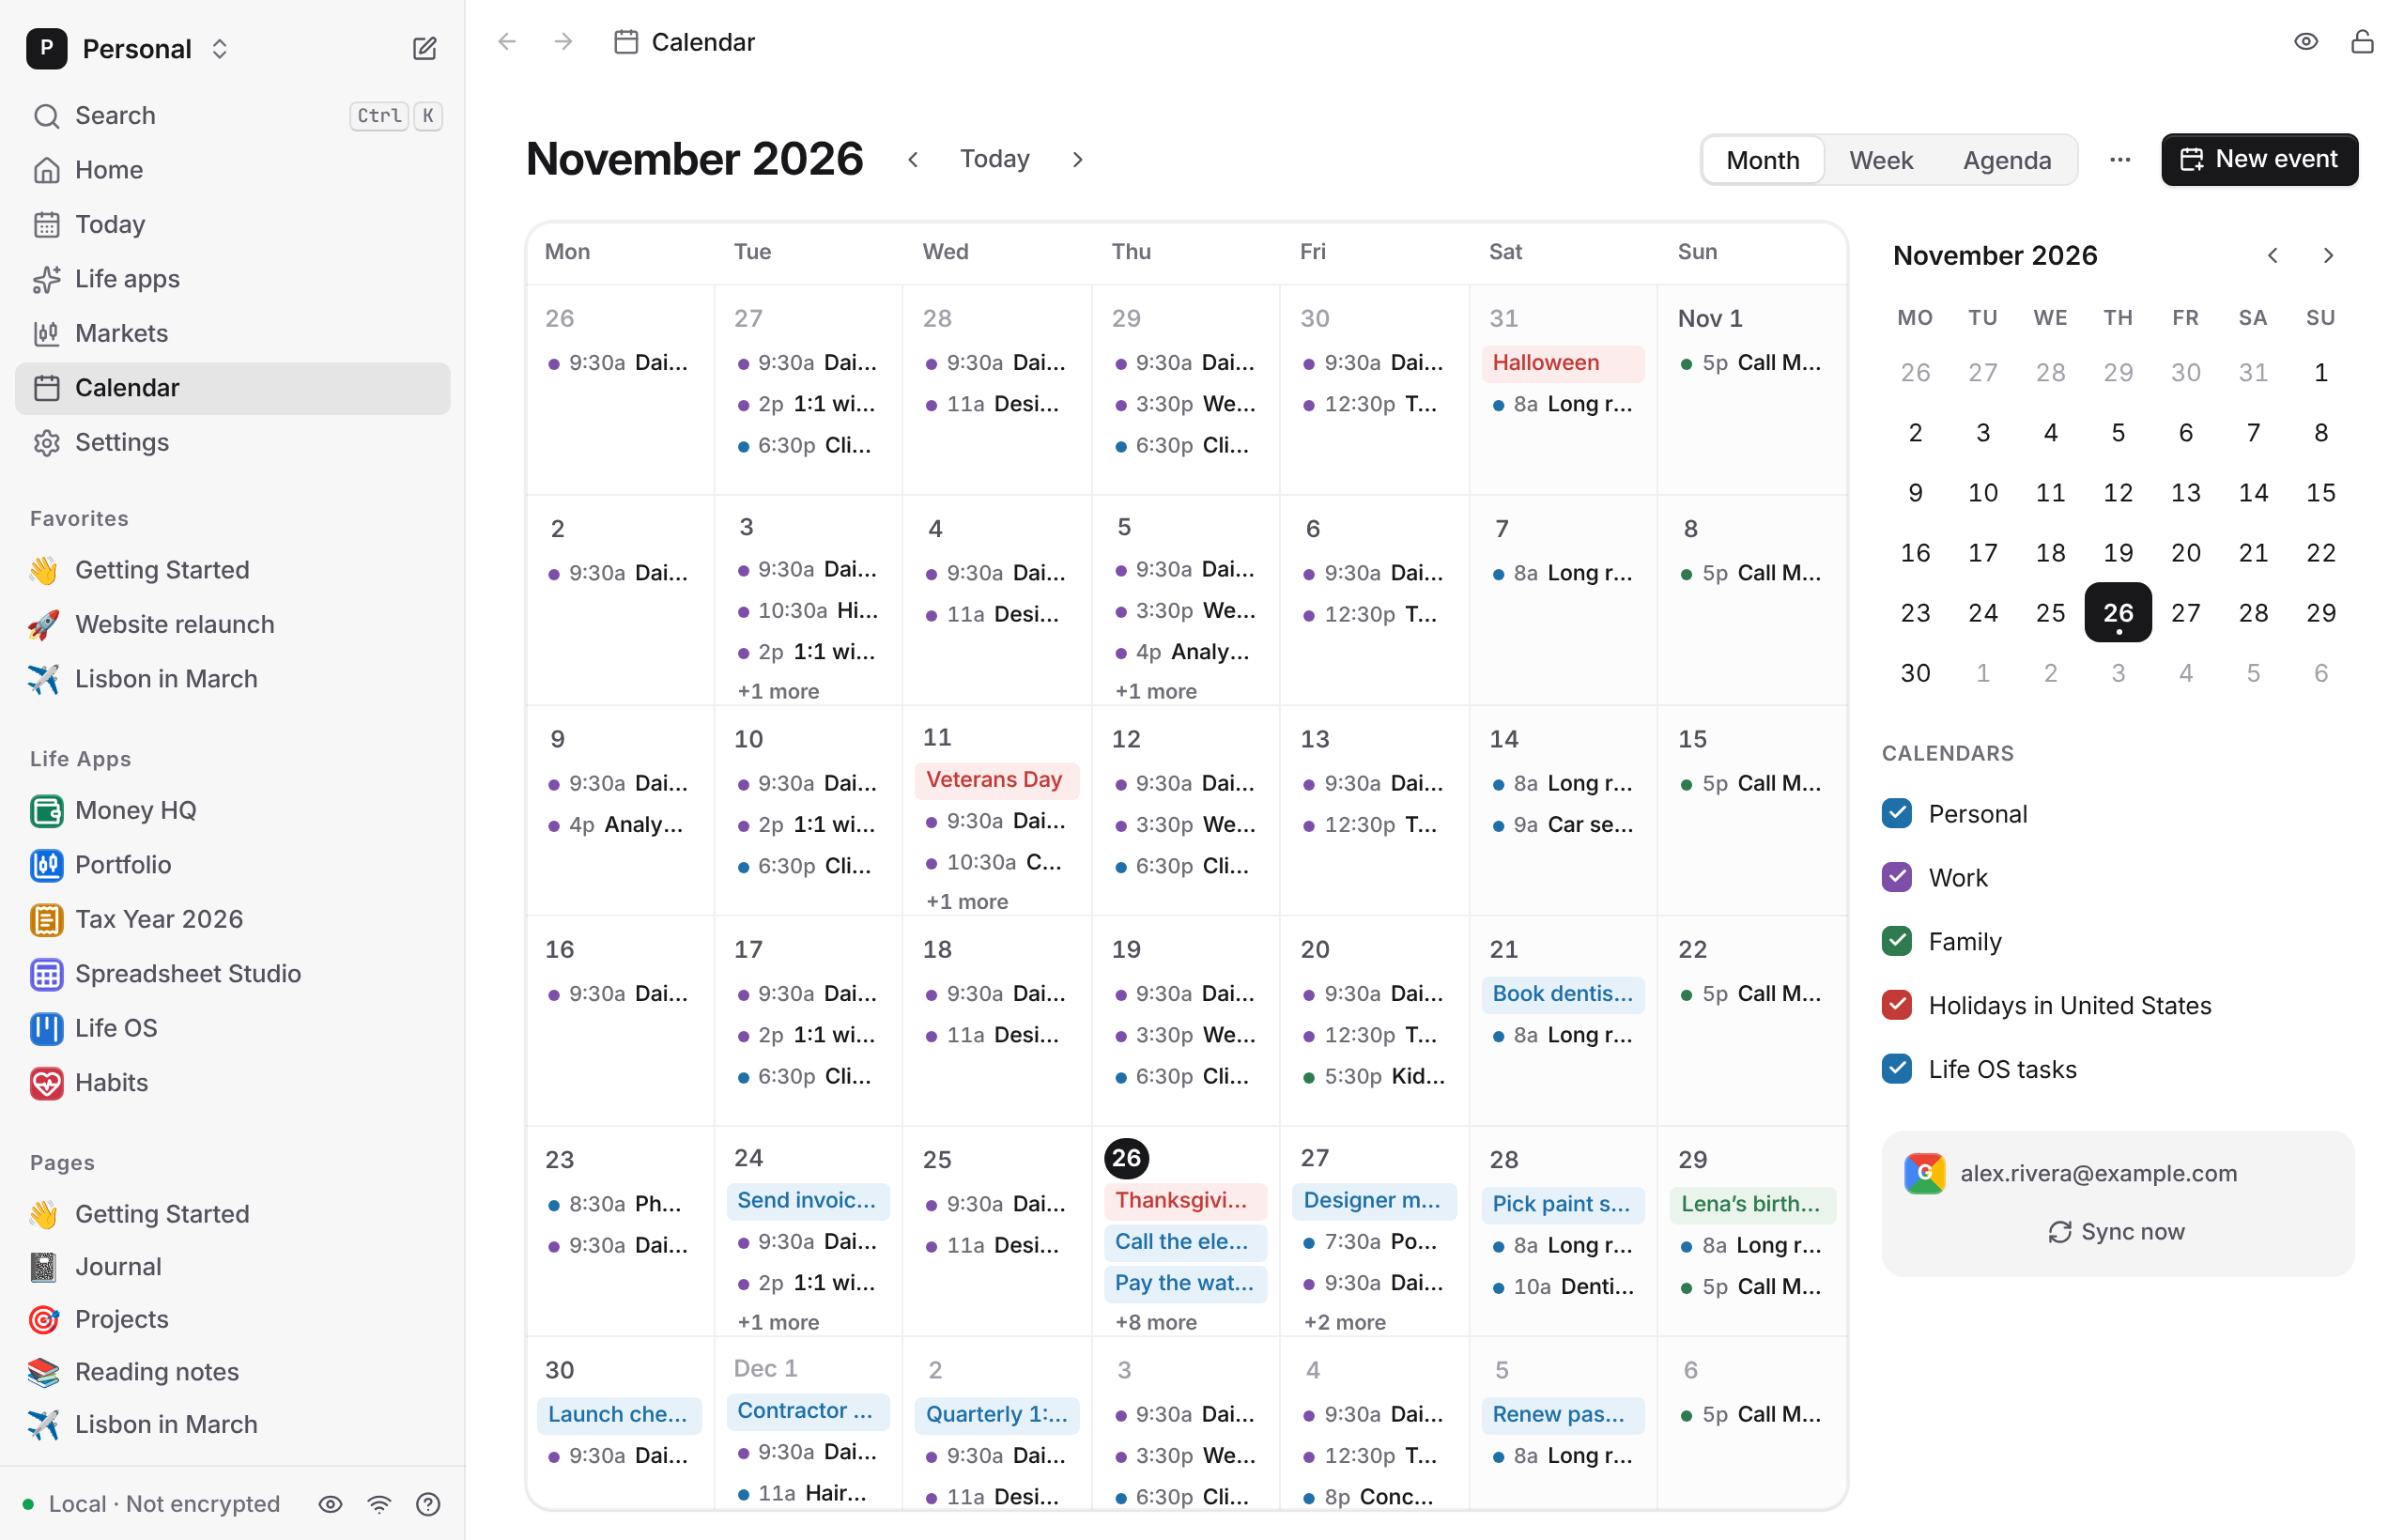 P Personal
Search Ctrl K
Home
Today
Life apps
Markets
Calendar
Settings
Favorites
Getting Started
Website relaunch
Lisbon in March
Life Apps
Money HQ
Portfolio
Tax Year 2026
Spreadsheet Studio
Life OS
Habits
Pages
Getting Started
Journal
Projects
Reading notes
Lisbon in March
Local · Not encrypted
Calendar
November 2026 Today
Month Week Agenda
New event
Mon Tue Wed Thu Fri Sat Sun
26 27 28 29 30 31 Nov 1
9:30a Dai... 9:30a Dai... 9:30a Dai... 9:30a Dai... 9:30a Dai... Halloween 5p Call M...
2p 1:1 wi... 11a Desi... 3:30p We... 12:30p T... 8a Long r...
6:30p Cli... 6:30p Cli...
2 3 4 5 6 7 8
9:30a Dai... 9:30a Dai... 9:30a Dai... 9:30a Dai... 9:30a Dai... 8a Long r... 5p Call M...
10:30a Hi... 11a Desi... 3:30p We... 12:30p T...
2p 1:1 wi... 4p Analy...
+1 more +1 more
9 10 11 12 13 14 15
9:30a Dai... 9:30a Dai... Veterans Day 9:30a Dai... 9:30a Dai... 8a Long r... 5p Call M...
4p Analy... 2p 1:1 wi... 9:30a Dai... 3:30p We... 12:30p T... 9a Car se...
6:30p Cli... 10:30a C... 6:30p Cli...
+1 more
16 17 18 19 20 21 22
9:30a Dai... 9:30a Dai... 9:30a Dai... 9:30a Dai... 9:30a Dai... Book dentis... 5p Call M...
2p 1:1 wi... 11a Desi... 3:30p We... 12:30p T... 8a Long r...
6:30p Cli... 6:30p Cli... 5:30p Kid...
23 24 25 26 27 28 29
8:30a Ph... Send invoic... 9:30a Dai... Thanksgivi... Designer m... Pick paint s... Lena’s birth...
9:30a Dai... 9:30a Dai... 11a Desi... Call the ele... 7:30a Po... 8a Long r... 8a Long r...
2p 1:1 wi... Pay the wat... 9:30a Dai... 10a Denti... 5p Call M...
+1 more +8 more +2 more
30 Dec 1 2 3 4 5 6
Launch che... Contractor ... Quarterly 1:... 9:30a Dai... 9:30a Dai... Renew pas... 5p Call M...
9:30a Dai... 9:30a Dai... 9:30a Dai... 3:30p We... 12:30p T... 8a Long r...
11a Hair... 11a Desi... 6:30p Cli... 8p Conc...
November 2026
MO TU WE TH FR SA SU
26 27 28 29 30 31 1
2 3 4 5 6 7 8
9 10 11 12 13 14 15
16 17 18 19 20 21 22
23 24 25 26 27 28 29
30 1 2 3 4 5 6
CALENDARS
Personal
Work
Family
Holidays in United States
Life OS tasks
G alex.rivera@example.com
Sync now